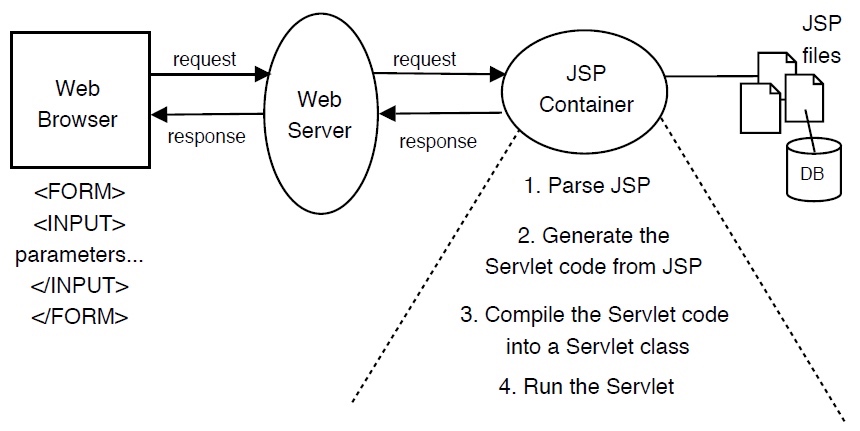 Web
Browser
request
response
Web
Server
request
response
JSP
Container
JSP
files
DB
<FORM>
<INPUT>
parameters...
</INPUT>
</FORM>
1. Parse JSP
2. Generate the
Servlet code from JSP
3. Compile the Servlet code
into a Servlet class
4. Run the Servlet